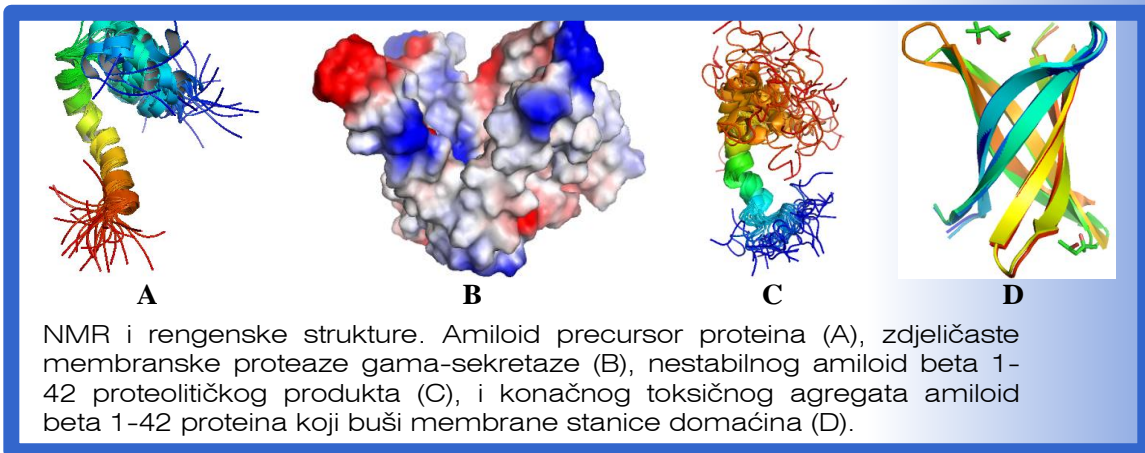 A B C D
NMR i rengenske strukture. Amiloid precursor proteina (A), zdjeličaste
membranske proteaze gama-sekretaze (B), nestabilnog amiloid beta 1-
42 proteolitičkog produkta (C), i konačnog toksičnog agregata amiloid
beta 1-42 proteina koji buši membrane stanice domaćina (D).